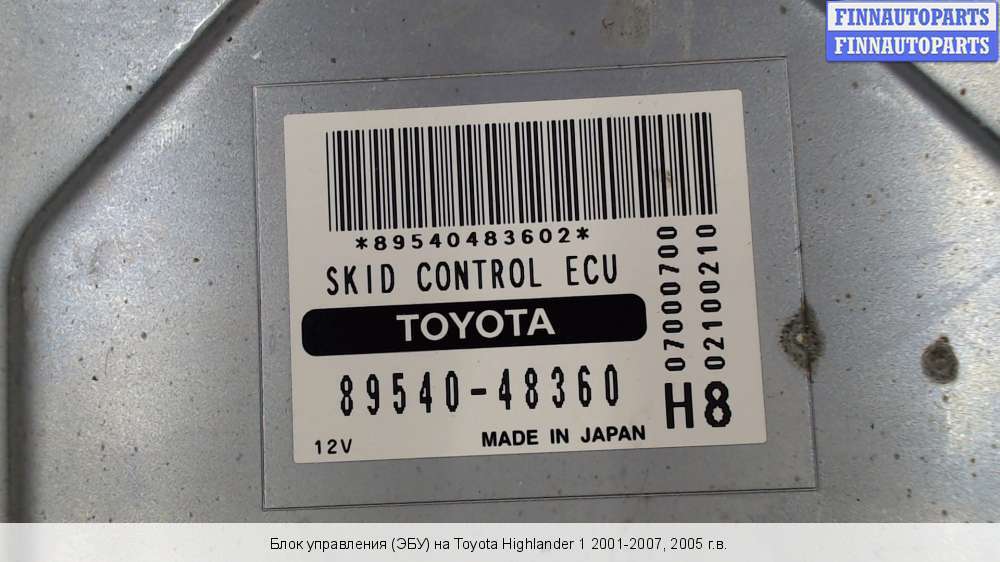 FINNAUTOPARTS
FINNAUTOPARTS
*89540483602*
SKID CONTROL ECU
TOYOTA
89540-48360
12V
MADE IN JAPAN
H8
07000700
02100210
Блок управления (ЭБУ) на Toyota Highlander 1 2001-2007, 2005 г.в.